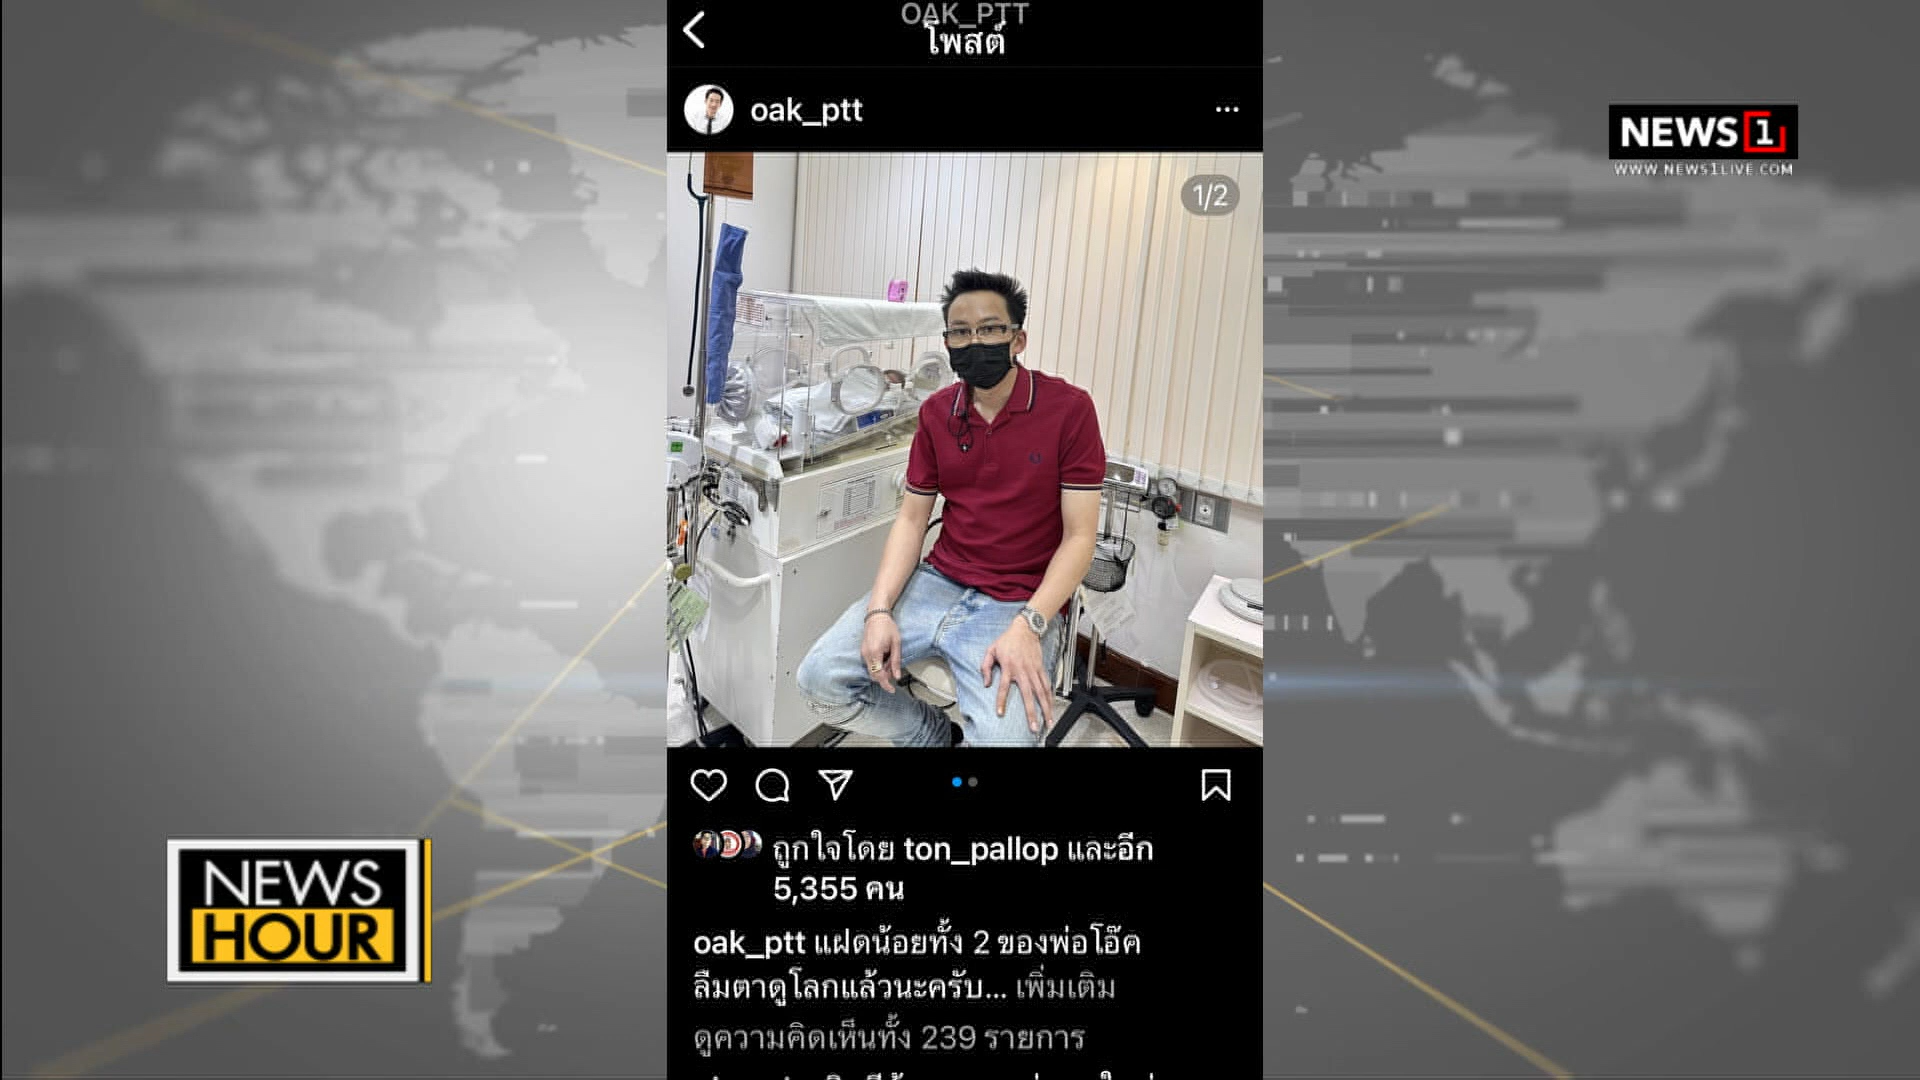 OAK_PTT
โพสต์
oak_ptt
1/2
NEWS 1
WWW.NEWS1LIVE.COM
ถูกใจโดย ton_pallop และอีก
5,355 คน
oak_ptt แฝดน้อยทั้ง 2 ของพ่อโอ๊ค
ลืมตาดูโลกแล้วนะครับ... เพิ่มเติม
ดูความคิดเห็นทั้ง 239 รายการ
NEWS
HOUR